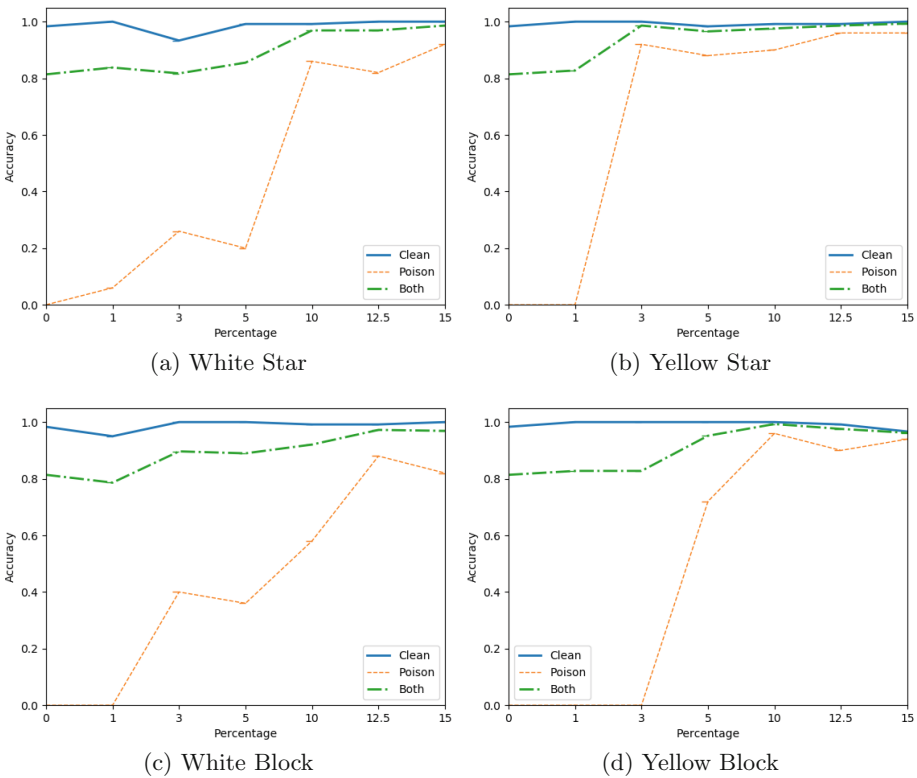 1.0
0.8
0.6
0.4
0.2
0.0
Accuracy
0 1 3 5 10 12.5 15
Percentage
Clean
Poison
Both
(a) White Star
1.0
0.8
0.6
0.4
0.2
0.0
Accuracy
0 1 3 5 10 12.5 15
Percentage
Clean
Poison
Both
(b) Yellow Star
1.0
0.8
0.6
0.4
0.2
0.0
Accuracy
0 1 3 5 10 12.5 15
Percentage
Clean
Poison
Both
(c) White Block
1.0
0.8
0.6
0.4
0.2
0.0
Accuracy
0 1 3 5 10 12.5 15
Percentage
Clean
Poison
Both
(d) Yellow Block